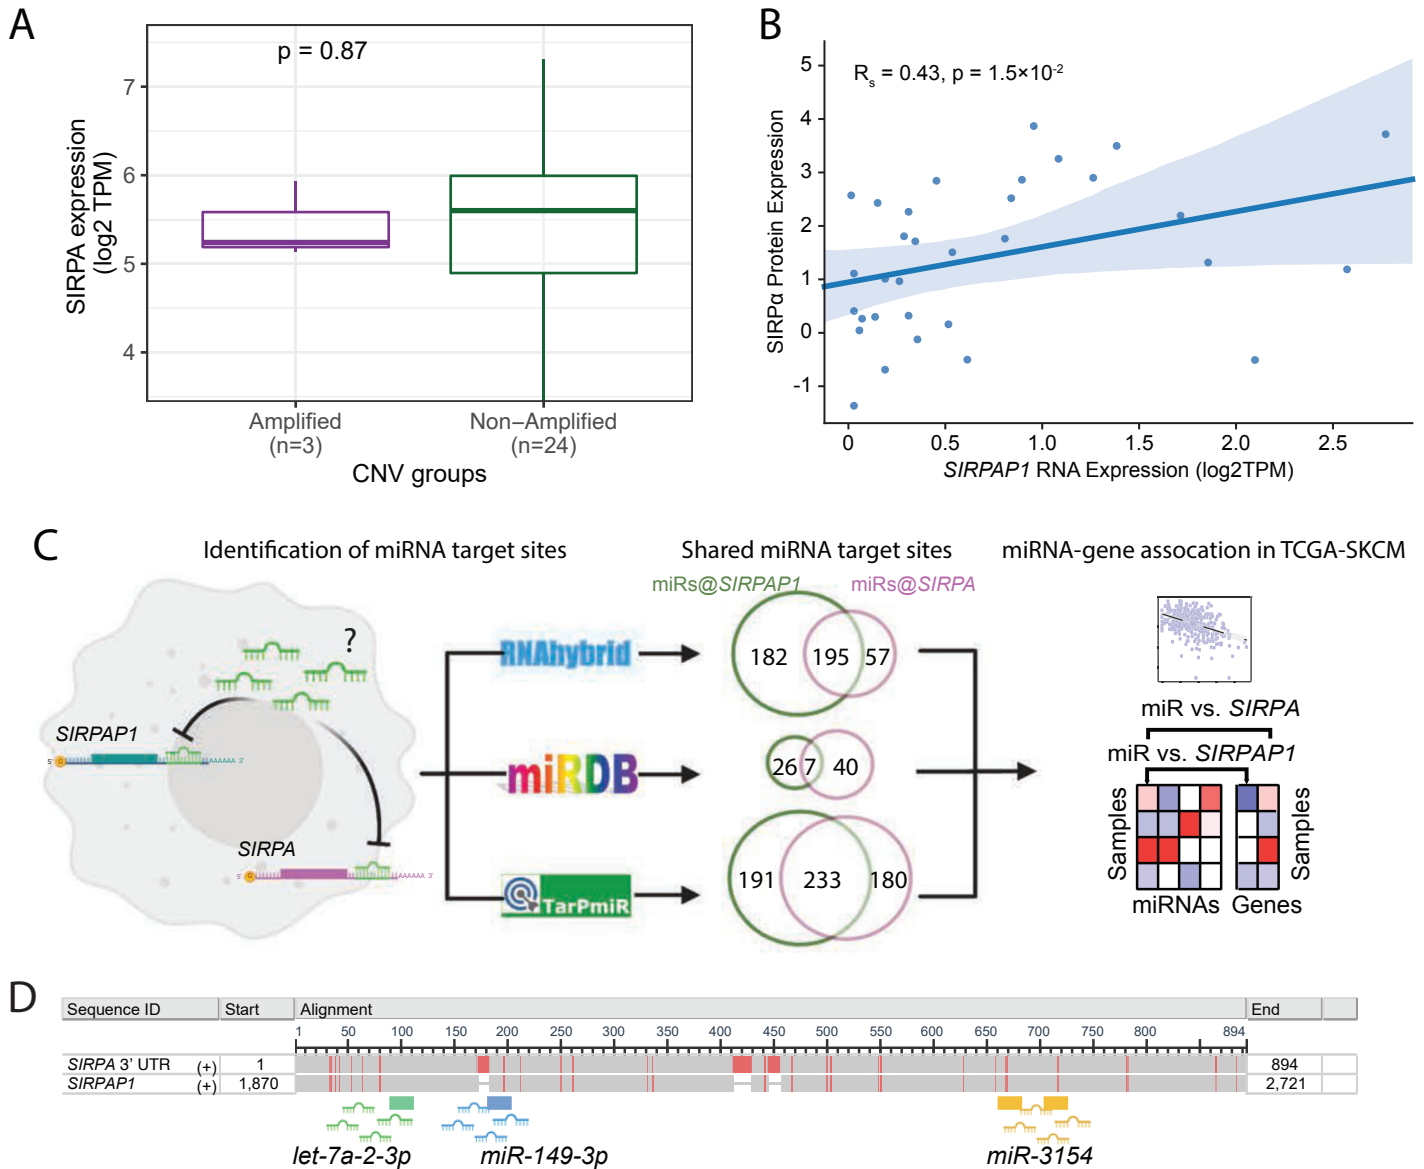 A
p = 0.87
SIRPA expression
(log2 TPM)
7
6
5
4
Amplified
(n=3)
Non−Amplified
(n=24)
CNV groups
B
Rs = 0.43, p = 1.5×10-2
SIRPα Protein Expression
5
4
3
2
1
0
-1
0 0.5 1.0 1.5 2.0 2.5
SIRPAP1 RNA Expression (log2TPM)
C
Identification of miRNA target sites
Shared miRNA target sites
miRNA-gene assocation in TCGA-SKCM
miRs@SIRPAP1
miRs@SIRPA
?
SIRPAP1
5' G AAAAAA 3'
SIRPA
5' G AAAAAA 3'
RNAhybrid
182 195 57
miRDB
26 7 40
TarPmiR
191 233 180
miR vs. SIRPA
miR vs. SIRPAP1
Samples
Samples
miRNAs Genes
D
Sequence ID Start Alignment End
1 50 100 150 200 250 300 350 400 450 500 550 600 650 700 750 800 894
SIRPA 3' UTR (+) 1 894
SIRPAP1 (+) 1,870 2,721
let-7a-2-3p miR-149-3p miR-3154